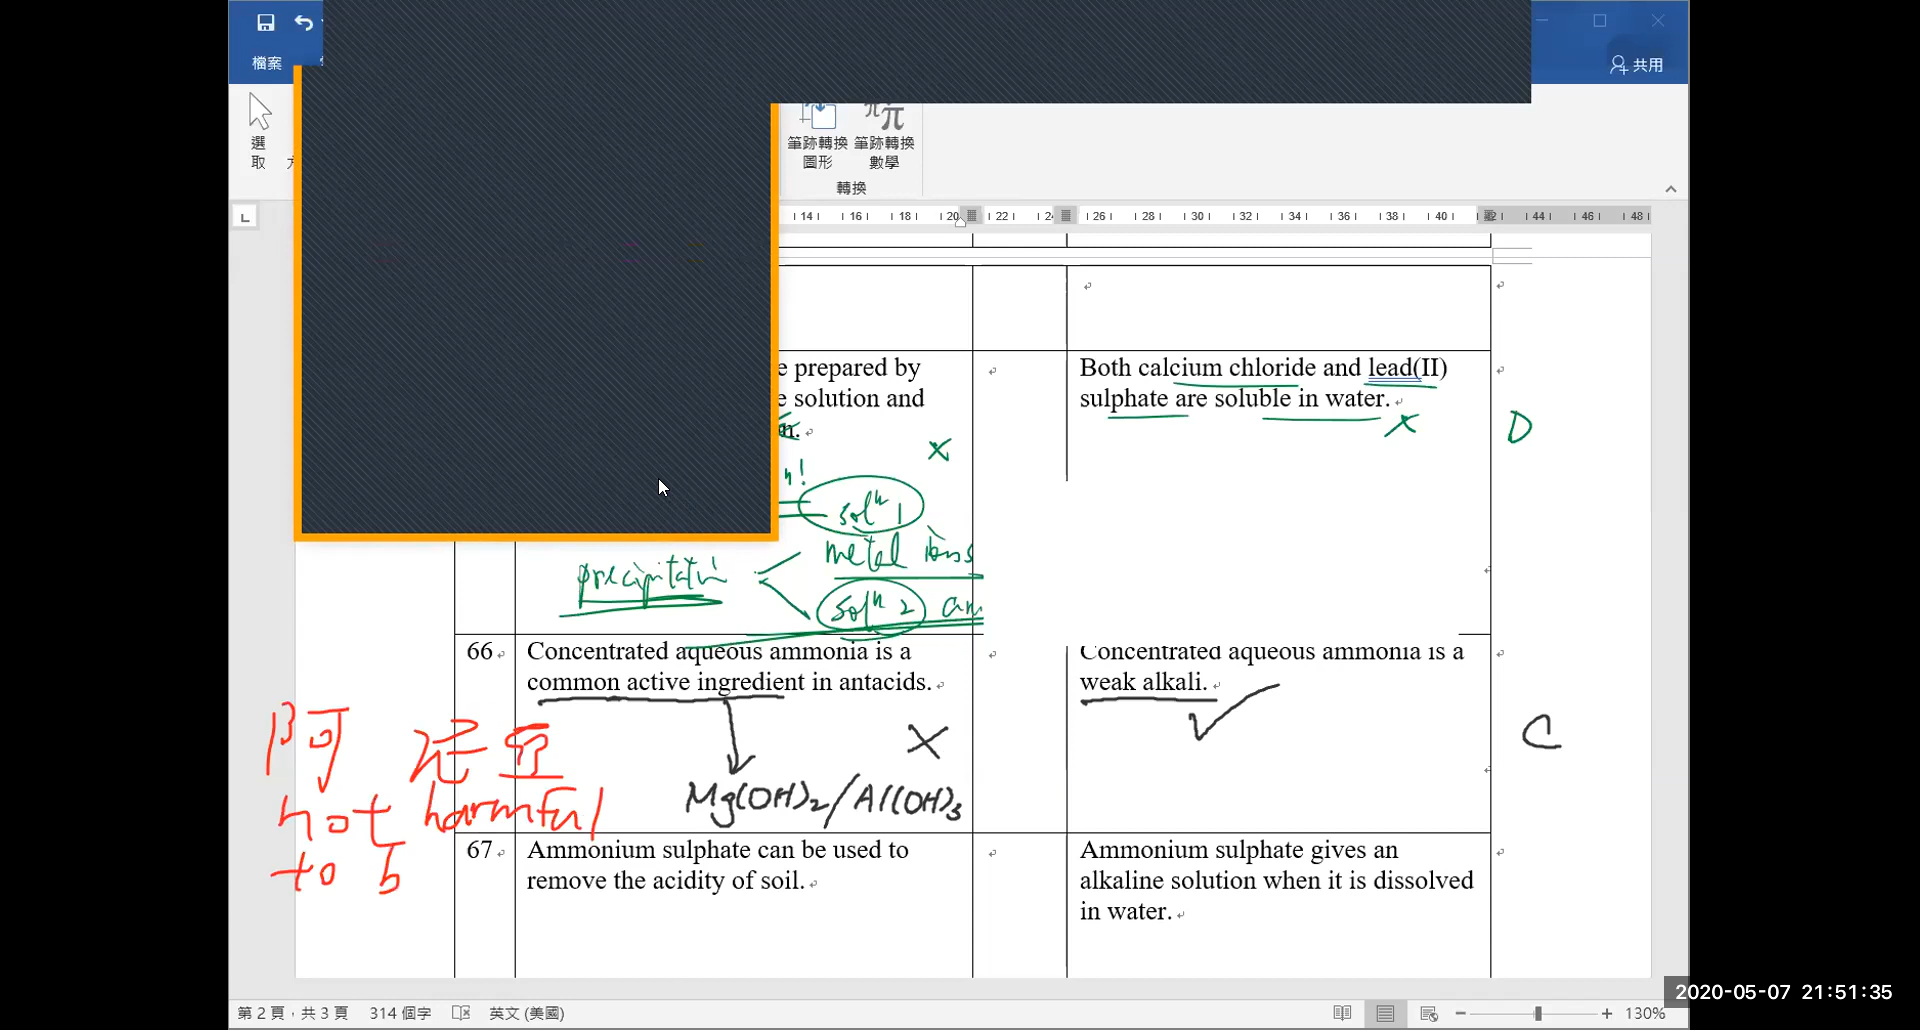 檔案
共用
選取
筆跡轉換圖形
筆跡轉換數學
轉換
14 16 18 20 22 24 26 28 30 32 34 36 38 40 42 44 46 48
prepared by
solution and
Both calcium chloride and lead(II)
sulphate are soluble in water.
X
X
D
solⁿ 1
metal ions
precipitation
solⁿ 2
66
Concentrated aqueous ammonia is a
common active ingredient in antacids.
Concentrated aqueous ammonia is a
weak alkali.
X
C
Mg(OH)₂/Al(OH)₃
阿
not harmful
to b
67
Ammonium sulphate can be used to
remove the acidity of soil.
Ammonium sulphate gives an
alkaline solution when it is dissolved
in water.
第 2 頁，共 3 頁 314 個字 英文 (美國)
130%
2020-05-07 21:51:35